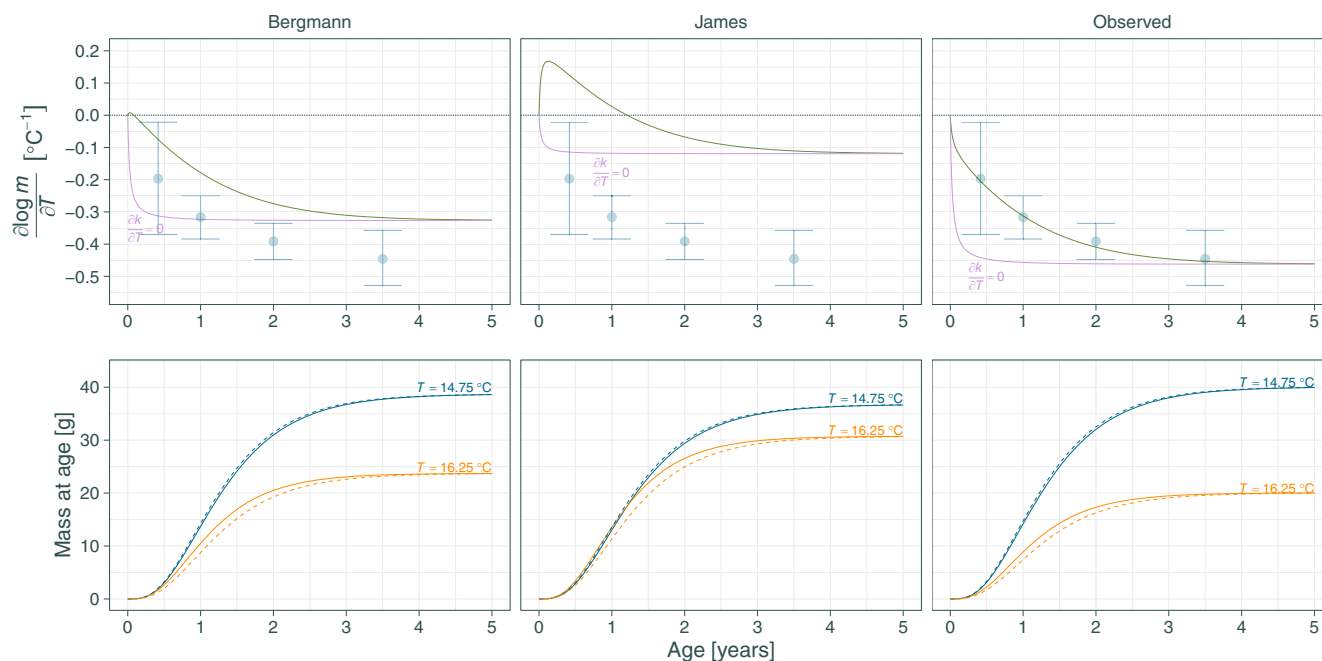 Bergmann
James
Observed
∂log m / ∂T [°C⁻¹]
0.2
0.1
0.0
−0.1
−0.2
−0.3
−0.4
−0.5
∂k/∂T = 0
∂k/∂T = 0
∂k/∂T = 0
0 1 2 3 4 5
0 1 2 3 4 5
0 1 2 3 4 5
Mass at age [g]
40
30
20
10
0
T = 14.75 °C
T = 16.25 °C
T = 14.75 °C
T = 16.25 °C
T = 14.75 °C
T = 16.25 °C
0 1 2 3 4 5
0 1 2 3 4 5
0 1 2 3 4 5
Age [years]